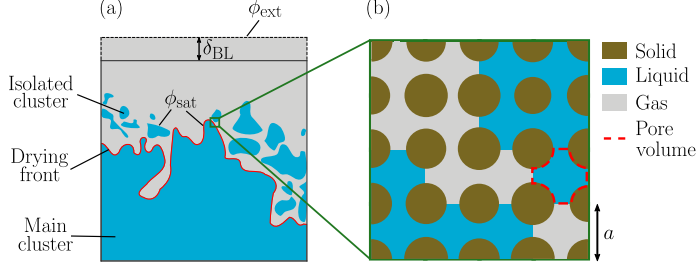 (a)
ϕext
(b)
δBL
Isolated
cluster
ϕsat
Drying
front
Main
cluster
Solid
Liquid
Gas
Pore
volume
a